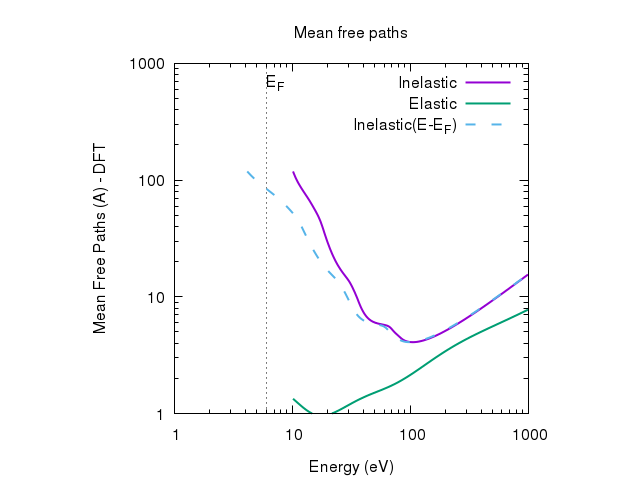 Mean free paths
1000
100
10
1
Mean Free Paths (A) - DFT
E_F
Inelastic
Elastic
Inelastic(E-E_F)
1 10 100 1000
Energy (eV)